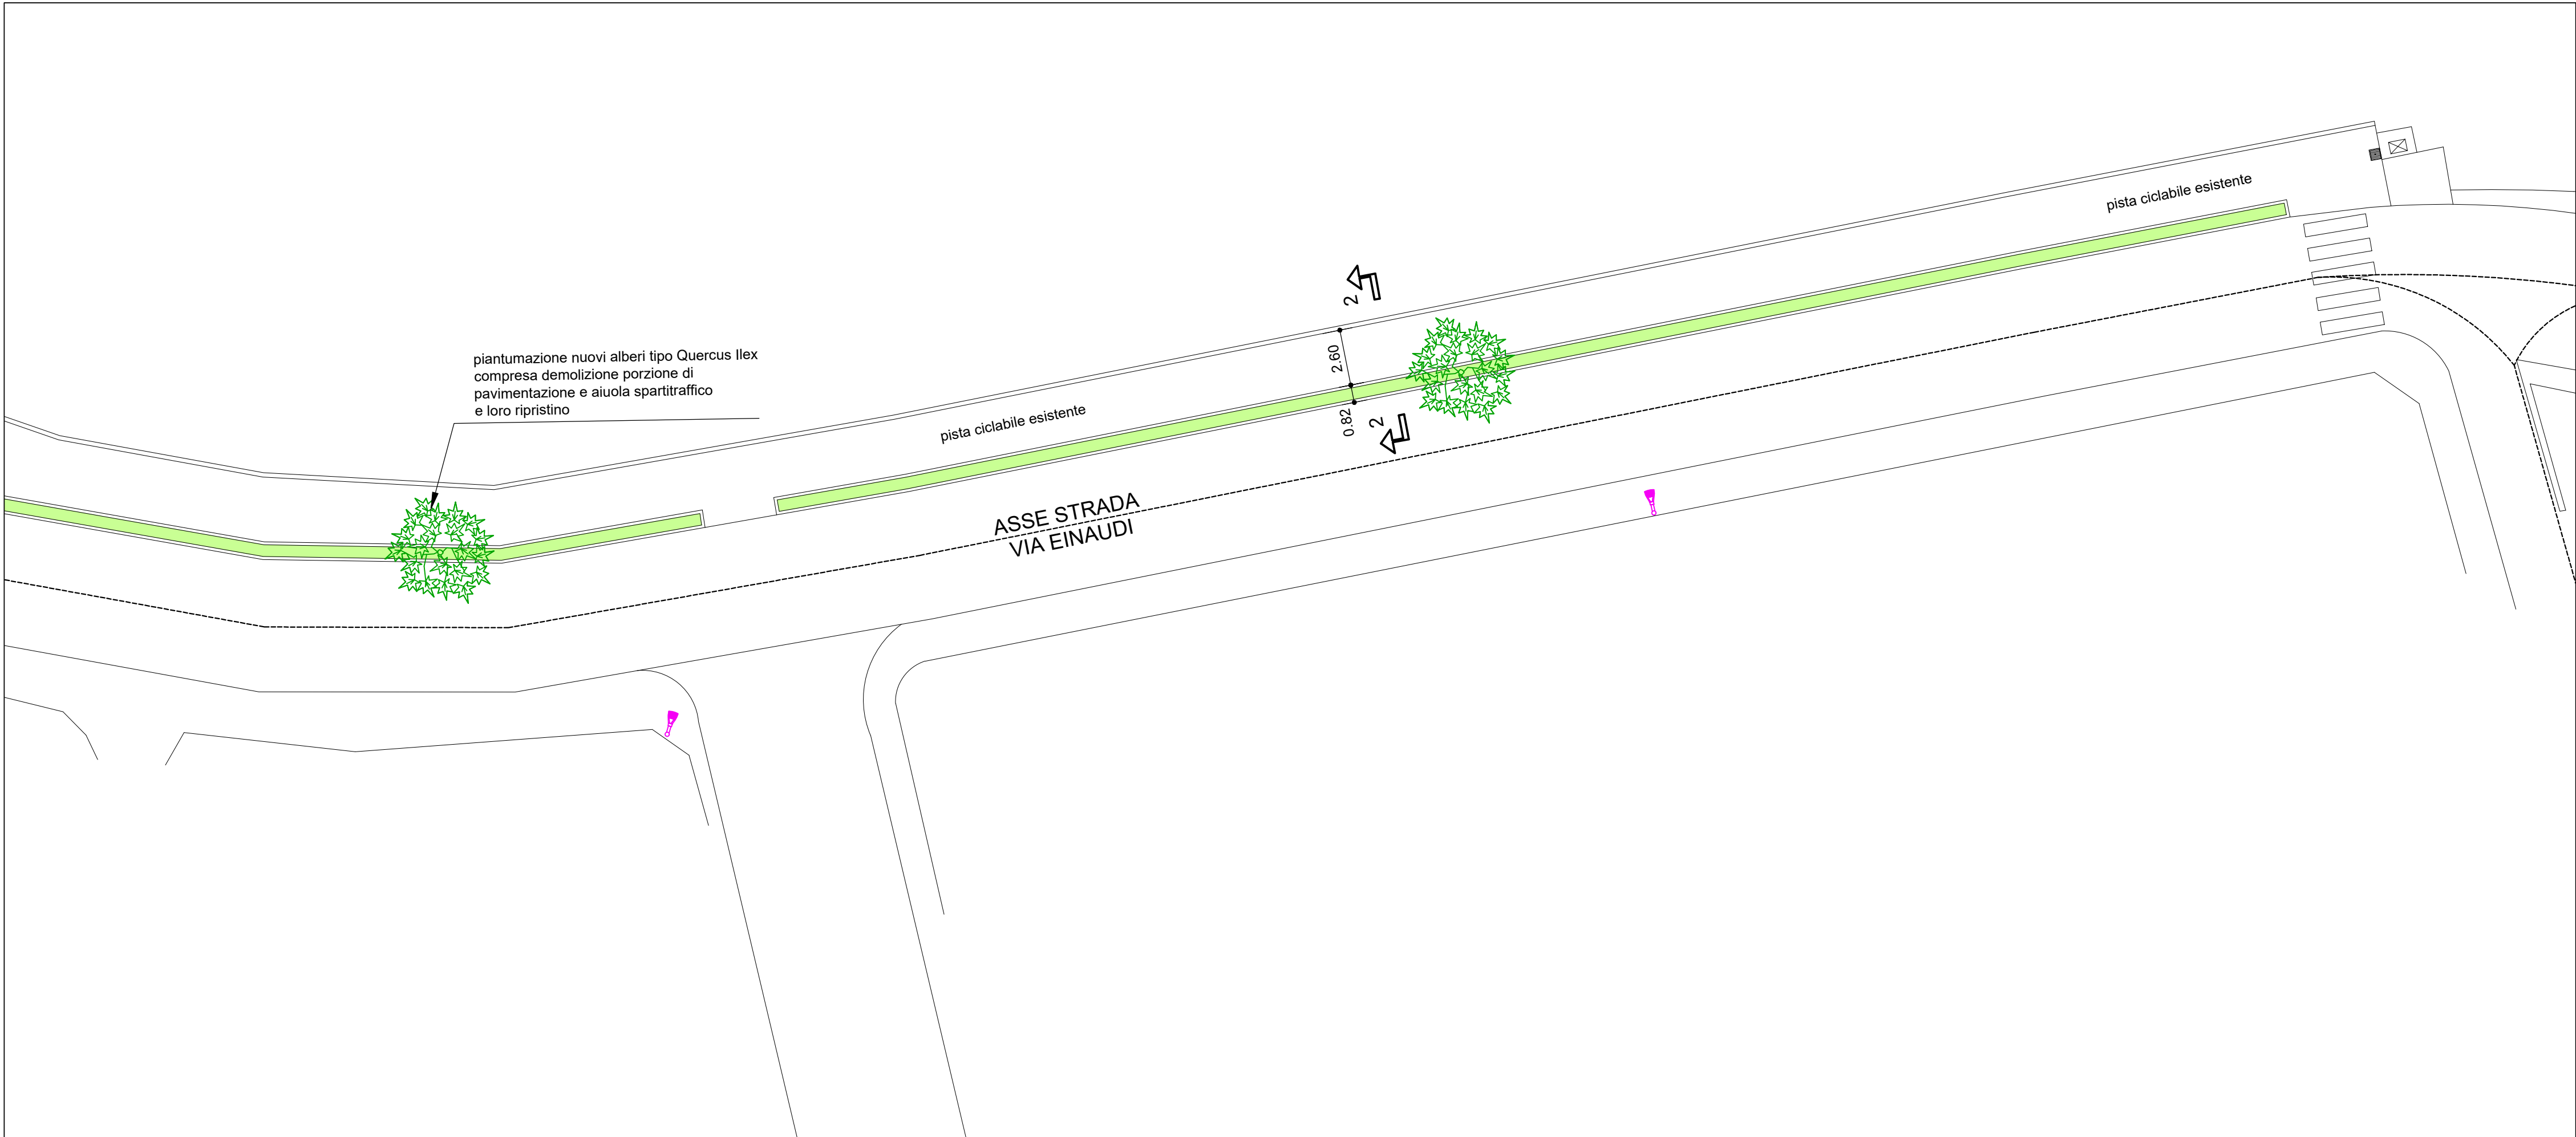 pista ciclabile esistente
2
2.60
piantumazione nuovi alberi tipo Quercus Ilex
compresa demolizione porzione di
pavimentazione e aiuola spartitraffico
e loro ripristino
pista ciclabile esistente
0.82
2
ASSE STRADA
VIA EINAUDI